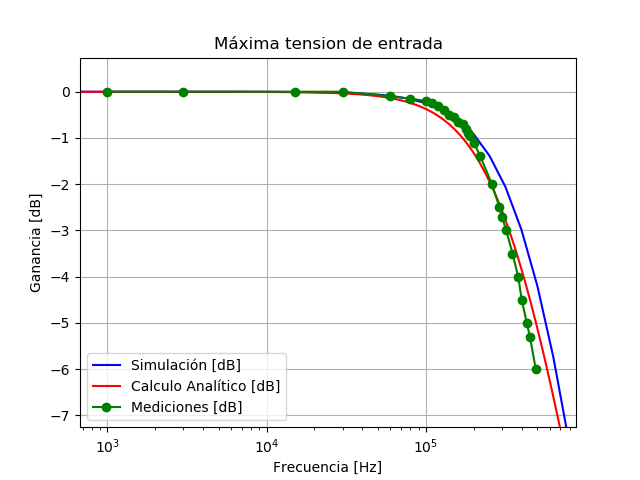 Máxima tension de entrada
Ganancia [dB]
0
−1
−2
−3
−4
−5
−6
−7
Simulación [dB]
Calculo Analítico [dB]
Mediciones [dB]
10³
10⁴
10⁵
Frecuencia [Hz]